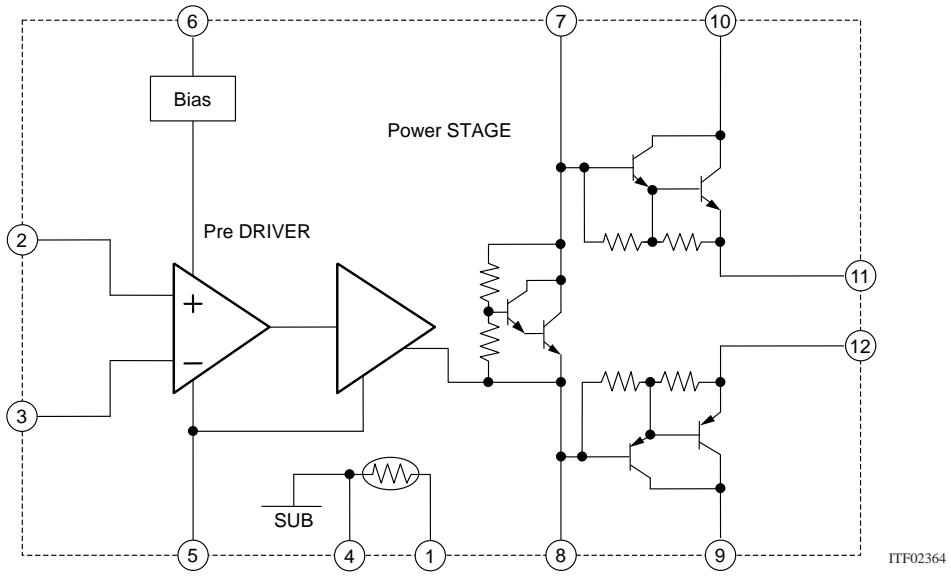 6
7
10
Bias
Power STAGE
2
Pre DRIVER
11
+
12
−
3
SUB
5
4
1
8
9
ITF02364